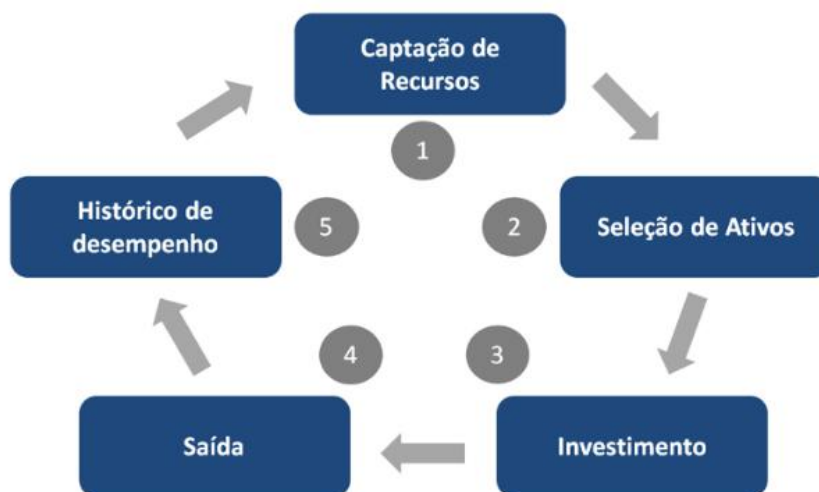 Captação de
Recursos
1
Seleção de Ativos
2
Investimento
3
Saída
4
Histórico de
desempenho
5